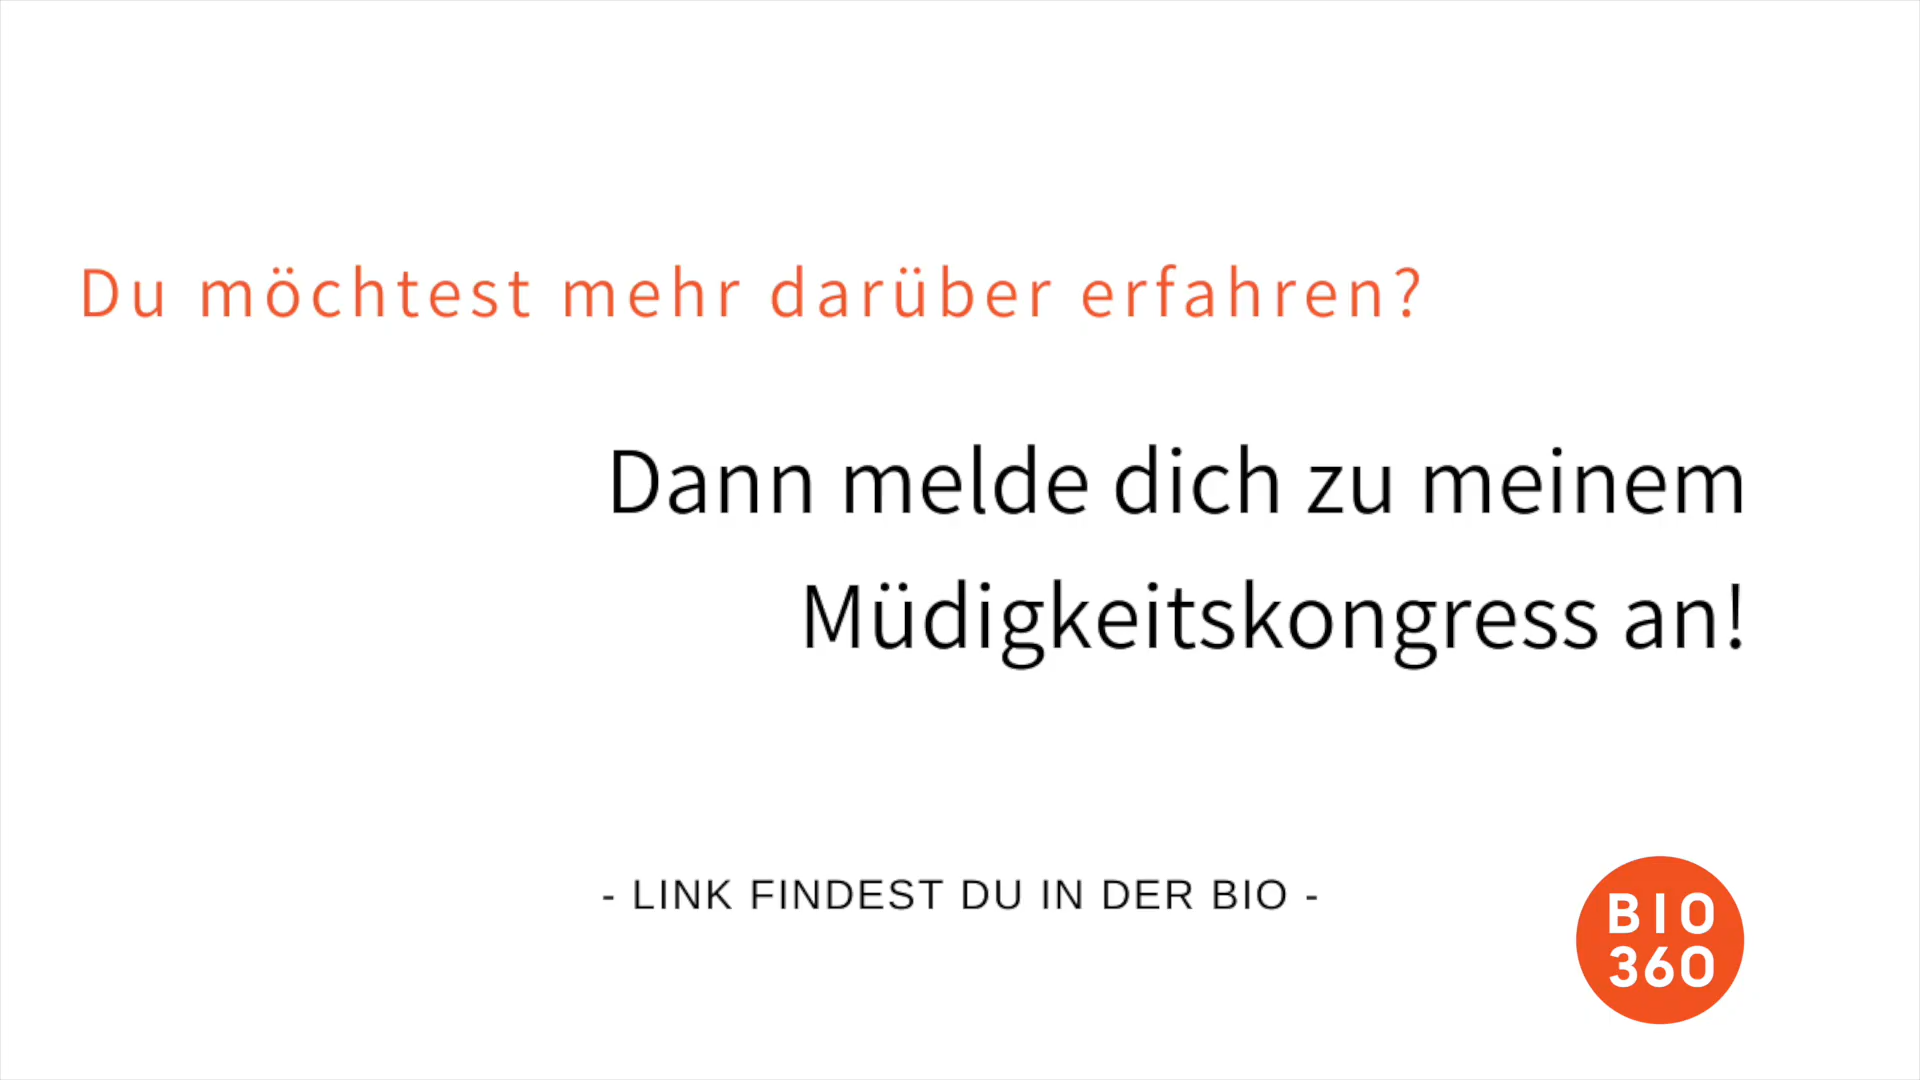 Du möchtest mehr darüber erfahren?
Dann melde dich zu meinem
Müdigkeitskongress an!
- LINK FINDEST DU IN DER BIO -
BIO
360